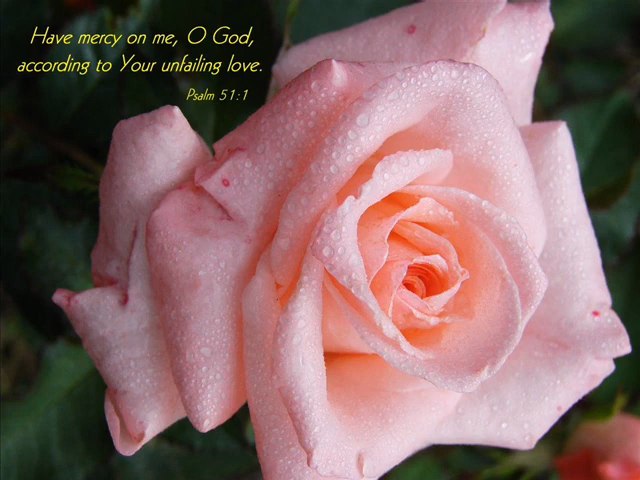 Have mercy on me, O God,
according to Your unfailing love.
Psalm 51:1